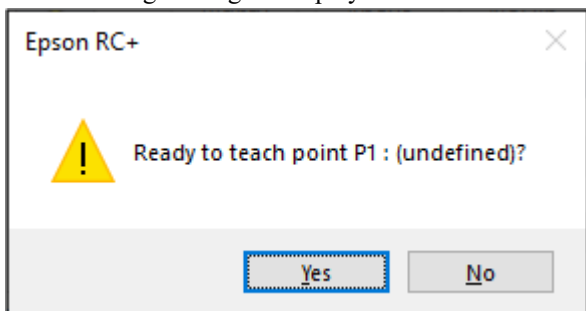 Epson RC+
Ready to teach point P1 : (undefined)?
Yes
No